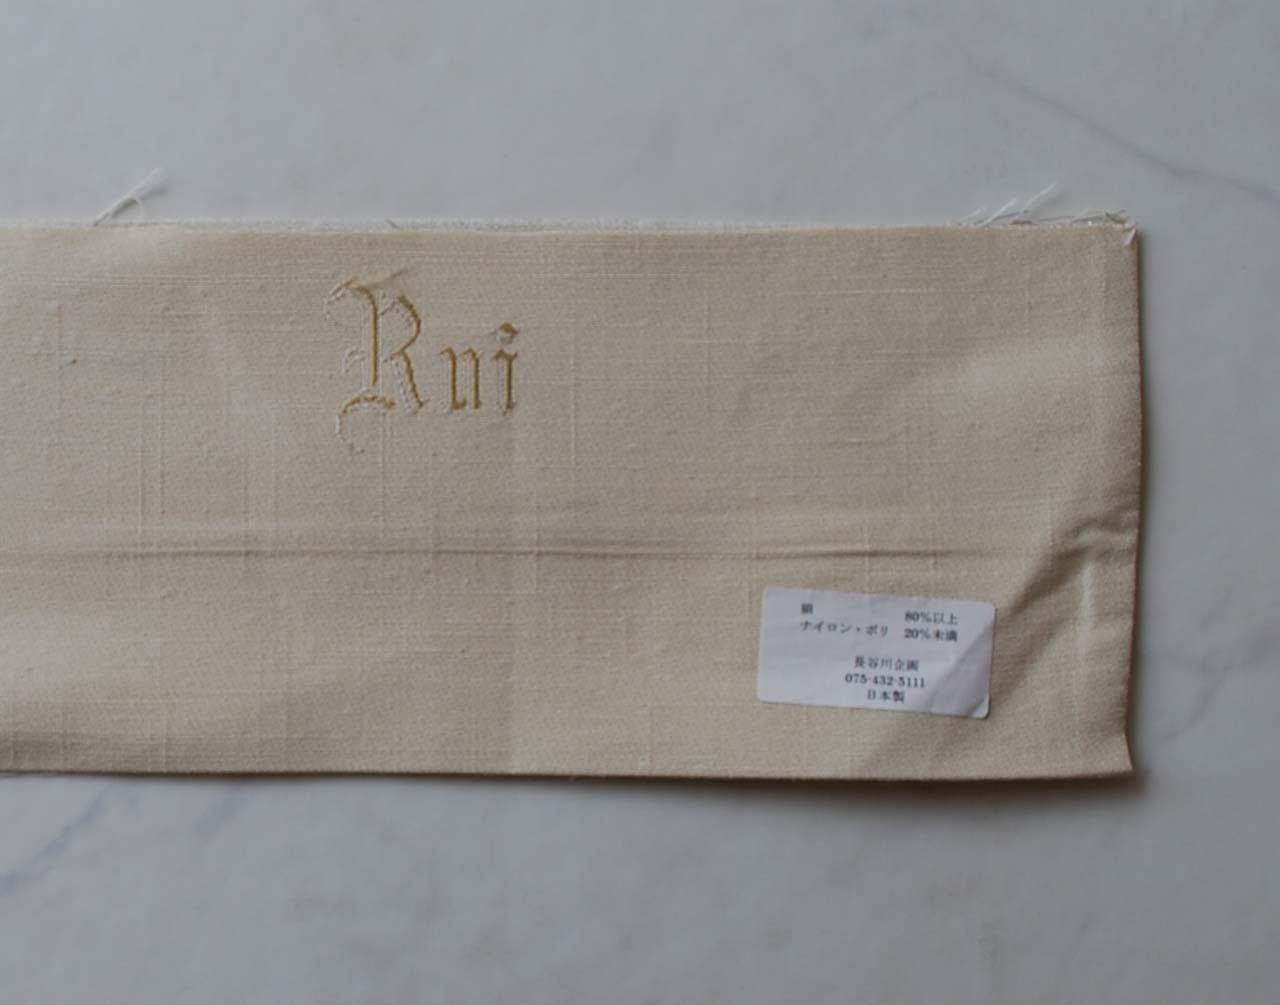 Rui
絹 80%以上
ナイロン・ポリ 20%未満
長谷川企画
075-432-5111
日本製